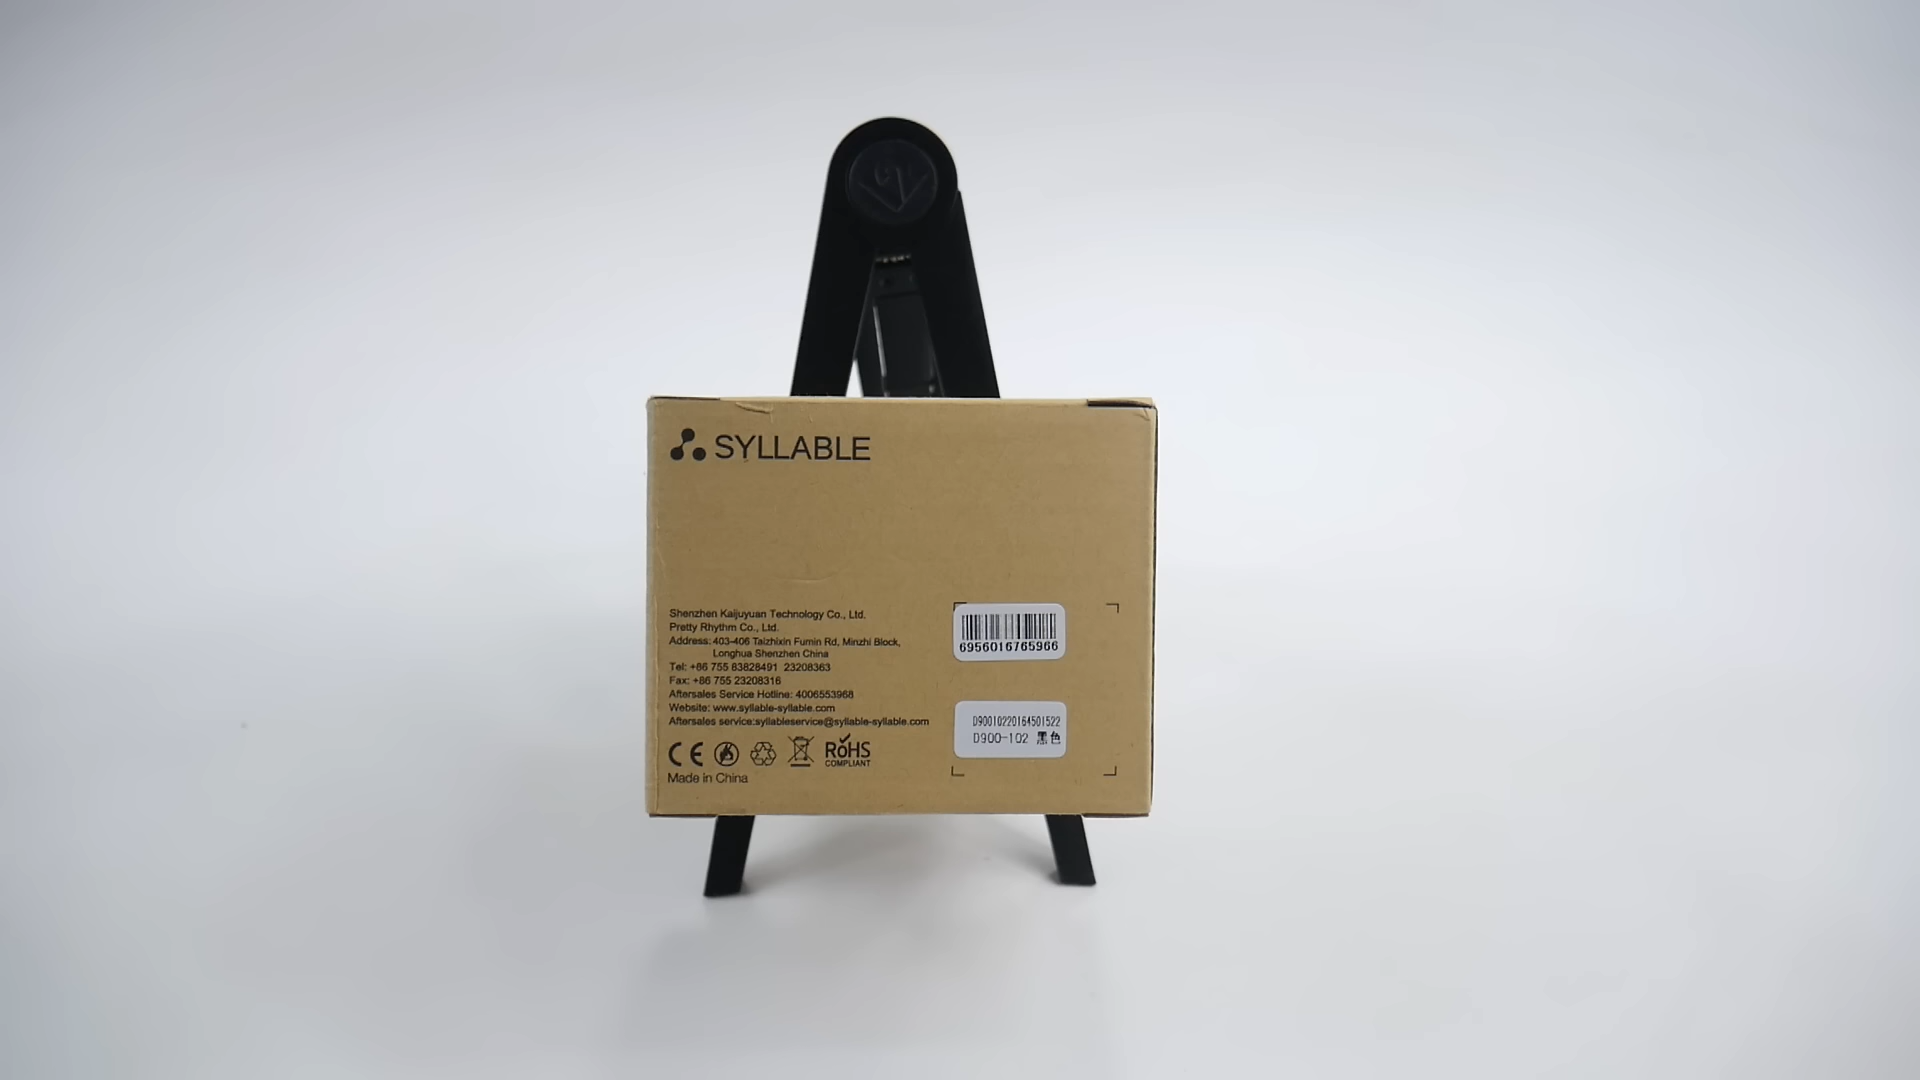 SYLLABLE
Shenzhen Kaijuyuan Technology Co., Ltd.
Pretty Rhythm Co., Ltd.
Address: 403-406 Taizhixin Fumin Rd, Minzhi Block,
Longhua Shenzhen China
Tel: +86 755 83828491 23208363
Fax: +86 755 23208316
Aftersales Service Hotline: 4006553968
Website: www.syllable-syllable.com
Aftersales service:syllableservice@syllable-syllable.com
CE RoHS
COMPLIANT
Made in China
6956016765966
D90010220164501522
D900-102 黑色